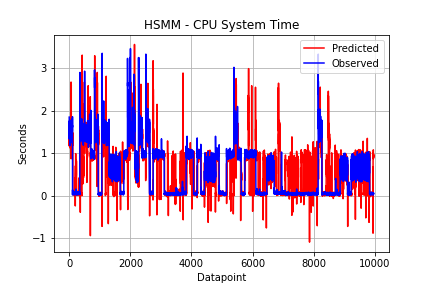 HSMM - CPU System Time
Predicted
Observed
3
2
1
0
−1
Seconds
0
2000
4000
6000
8000
10000
Datapoint